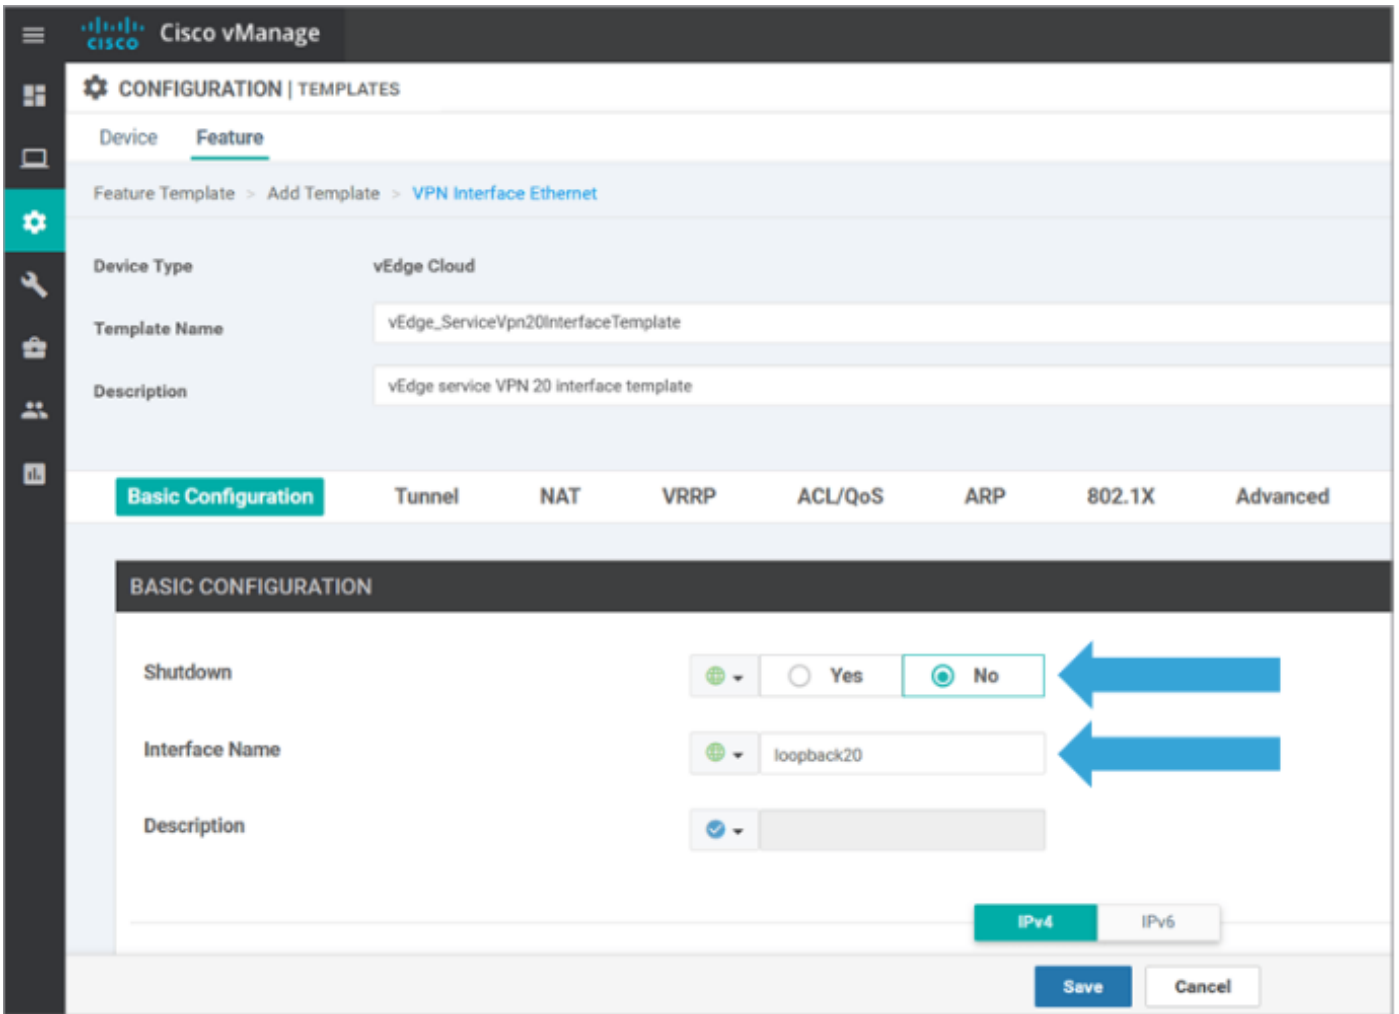 cisco Cisco vManage
CONFIGURATION | TEMPLATES
Device Feature
Feature Template > Add Template > VPN Interface Ethernet
Device Type vEdge Cloud
Template Name vEdge_ServiceVpn20InterfaceTemplate
Description vEdge service VPN 20 interface template
Basic Configuration Tunnel NAT VRRP ACL/QoS ARP 802.1X Advanced
BASIC CONFIGURATION
Shutdown Yes No
Interface Name loopback20
Description
IPv4 IPv6
Save Cancel